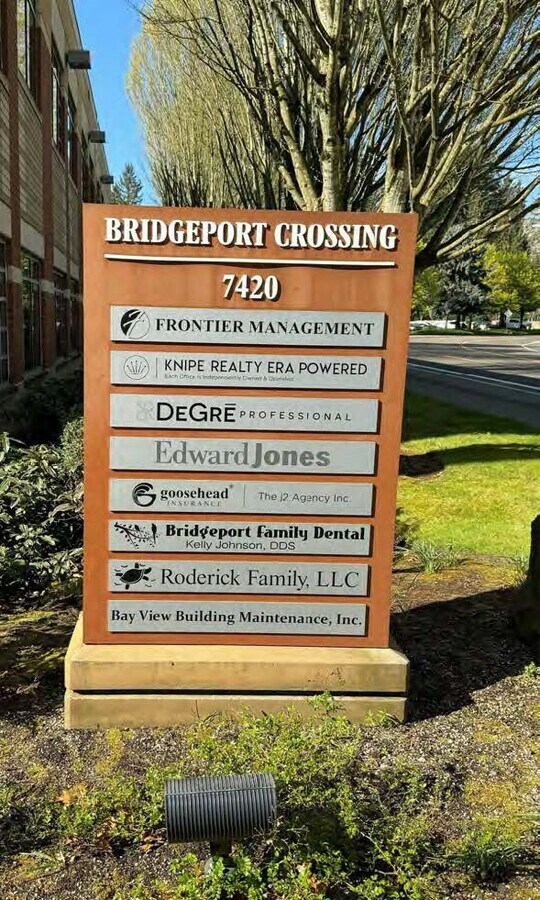 BRIDGEPORT CROSSING
7420
FRONTIER MANAGEMENT
KNIPE REALTY ERA POWERED
Each Office is Independently Owned & Operated
DEGRĒ PROFESSIONAL
Edward Jones
goosehead® The j2 Agency Inc.
INSURANCE
Bridgeport Family Dental
Kelly Johnson, DDS
Roderick Family, LLC
Bay View Building Maintenance, Inc.